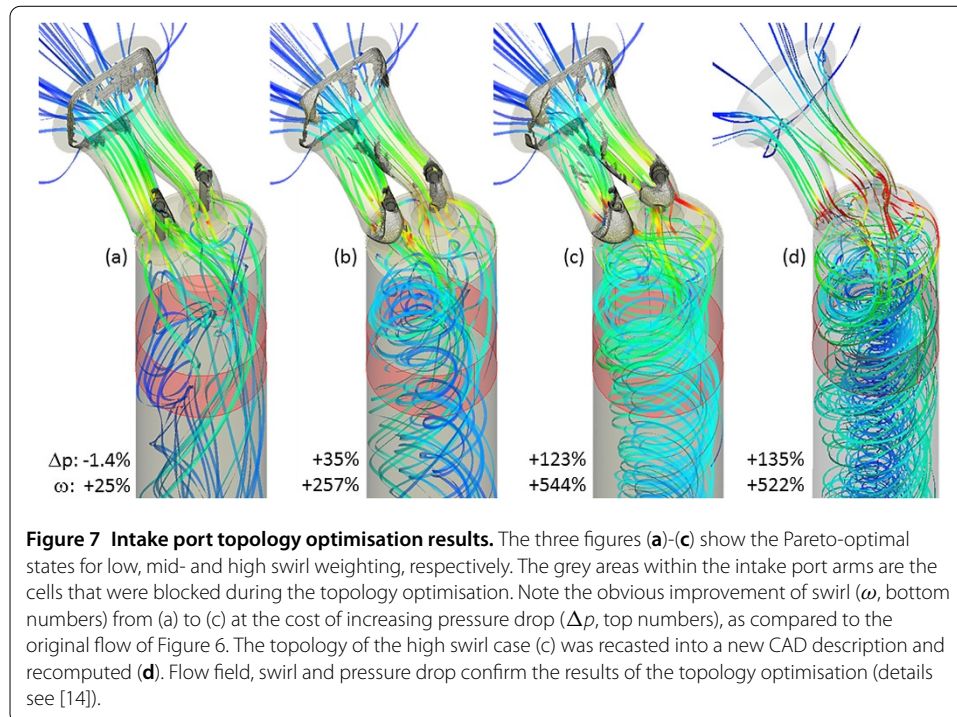 (a) (b) (c) (d)
Δp: -1.4% +35% +123% +135%
ω: +25% +257% +544% +522%
Figure 7 Intake port topology optimisation results. The three figures (a)-(c) show the Pareto-optimal
states for low, mid- and high swirl weighting, respectively. The grey areas within the intake port arms are the
cells that were blocked during the topology optimisation. Note the obvious improvement of swirl (ω, bottom
numbers) from (a) to (c) at the cost of increasing pressure drop (Δp, top numbers), as compared to the
original flow of Figure 6. The topology of the high swirl case (c) was recasted into a new CAD description and
recomputed (d). Flow field, swirl and pressure drop confirm the results of the topology optimisation (details
see [14]).